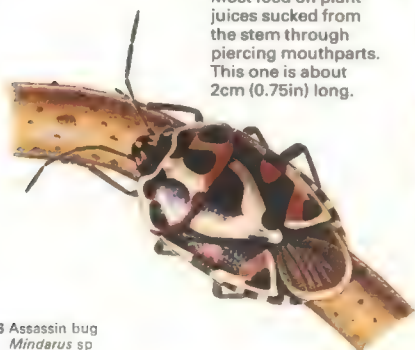 Most feed on plant
juices sucked from
the stem through
piercing mouthparts.
This one is about
2cm (0.75in) long.
Assassin bug
Mindarus sp